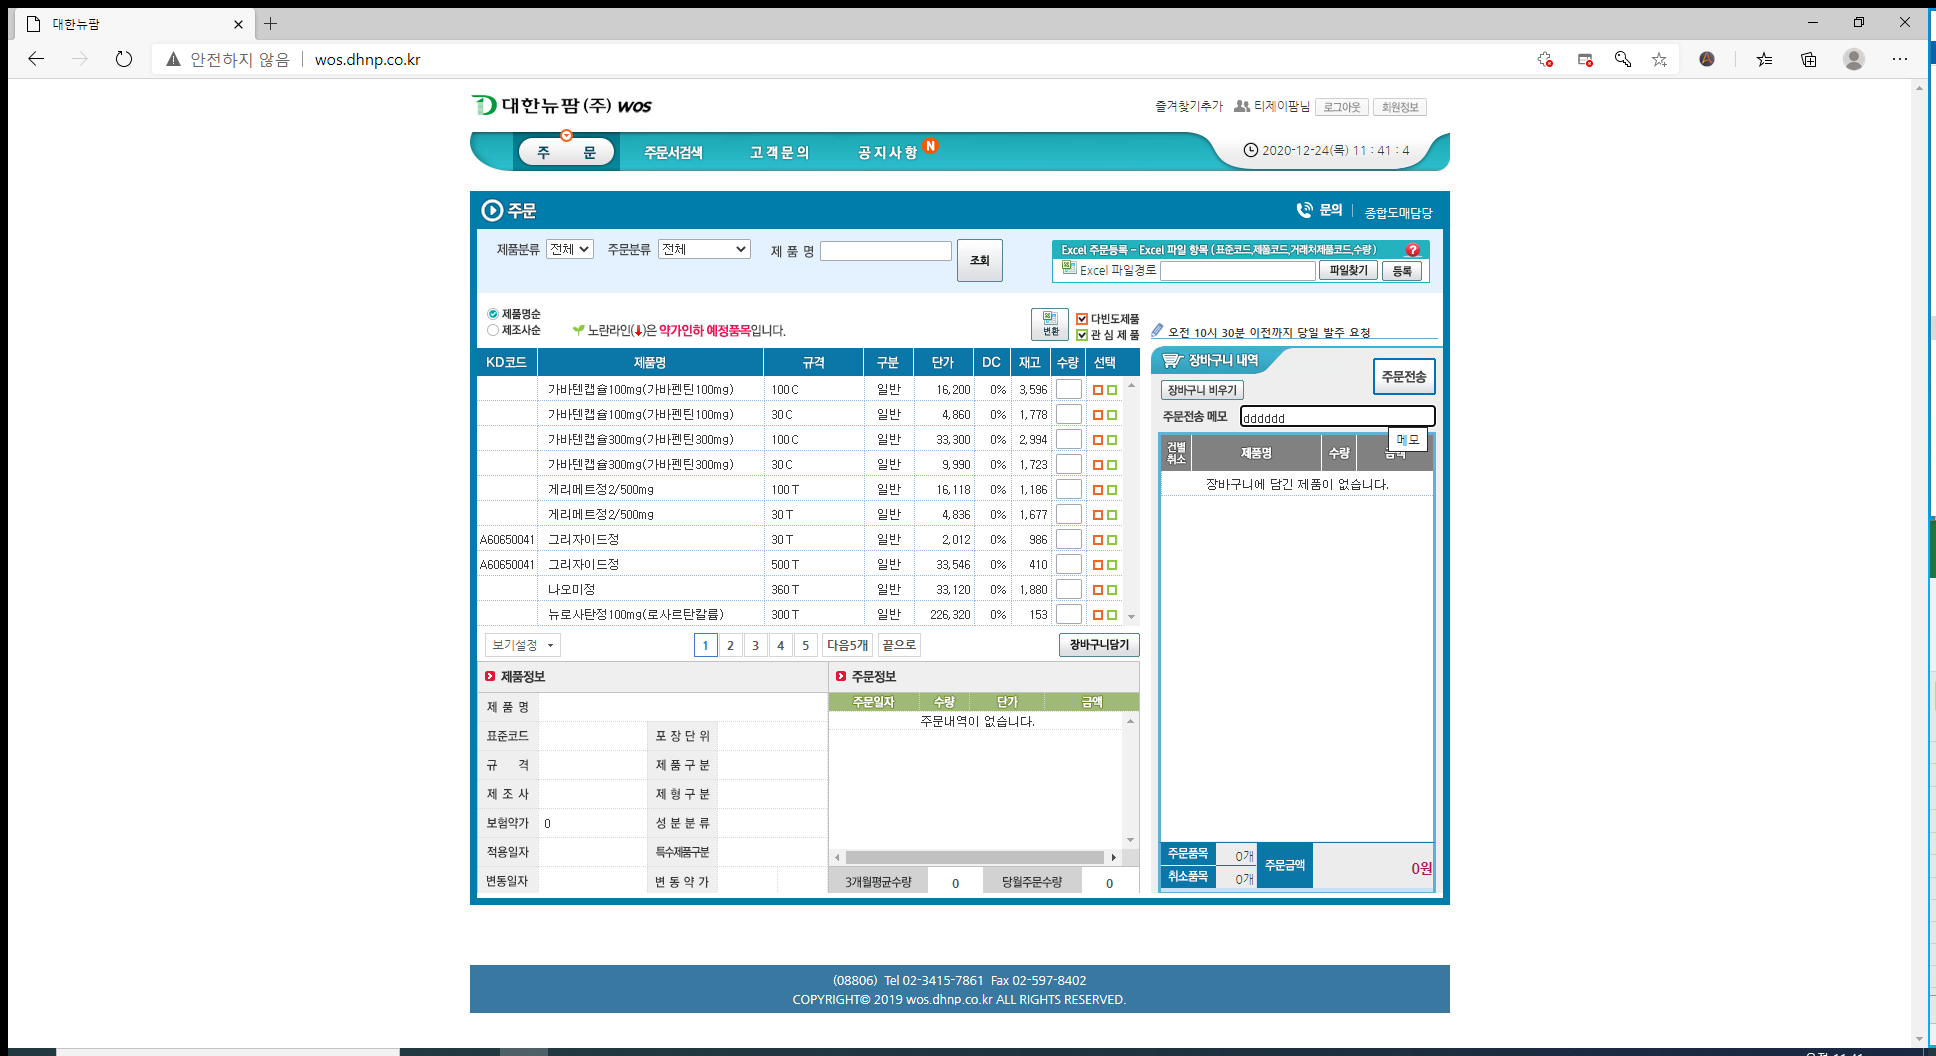 대한뉴팜
안전하지 않음 wos.dhnp.co.kr
대한뉴팜(주) WOS
즐겨찾기추가 티제이팜님 로그아웃 회원정보
주 문 주문서검색 고객문의 공지사항 N 2020-12-24(목) 11 : 41 : 4
주문 문의 종합도매담당
제품분류 전체 주문분류 전체 제 품 명 조회
Excel 주문등록 - Excel 파일 항목 (표준코드,제품코드,거래처제품코드,수량) ?
Excel 파일경로 파일찾기 등록
제품명순
제조사순
노란라인(↓)은 약가인하 예정품목입니다.
변환
다빈도제품
관 심 제 품
오전 10시 30분 이전까지 당일 발주 요청
KD코드 제품명 규격 구분 단가 DC 재고 수량 선택
가바텐캡슐100mg(가바펜틴100mg) 100 C 일반 16,200 0% 3,596
가바텐캡슐100mg(가바펜틴100mg) 30 C 일반 4,860 0% 1,778
가바텐캡슐300mg(가바펜틴300mg) 100 C 일반 33,300 0% 2,994
가바텐캡슐300mg(가바펜틴300mg) 30 C 일반 9,990 0% 1,723
게리메트정2/500mg 100 T 일반 16,118 0% 1,186
게리메트정2/500mg 30 T 일반 4,836 0% 1,677
A60650041 그리자이드정 30 T 일반 2,012 0% 986
A60650041 그리자이드정 500 T 일반 33,546 0% 410
나오미정 360 T 일반 33,120 0% 1,880
뉴로사탄정100mg(로사르탄칼륨) 300 T 일반 226,320 0% 153
보기설정 1 2 3 4 5 다음5개 끝으로 장바구니담기
장바구니 내역
주문전송
장바구니 비우기
주문전송 메모 dddddd
메모
건별취소 제품명 수량 금액
장바구니에 담긴 제품이 없습니다.
주문품목 0개
취소품목 0개
주문금액 0원
제품정보
제 품 명
표준코드 포 장 단 위
규 격 제 품 구 분
제 조 사 제 형 구 분
보험약가 0 성 분 분 류
적용일자 특수제품구분
변동일자 변 동 약 가
주문정보
주문일자 수량 단가 금액
주문내역이 없습니다.
3개월평균수량 0 당월주문수량 0
(08806) Tel 02-3415-7861 Fax 02-597-8402
COPYRIGHT© 2019 wos.dhnp.co.kr ALL RIGHTS RESERVED.